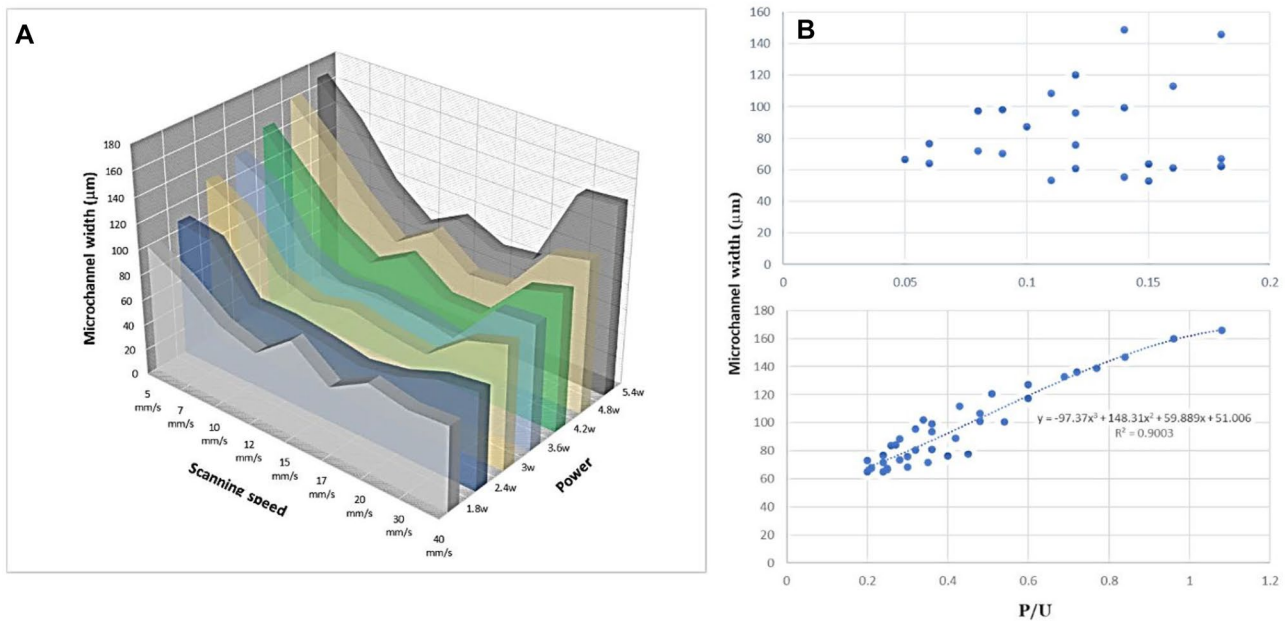 A
Microchannel width (μm)
180
160
140
120
100
80
60
40
20
0
5
mm/s
7
mm/s
10
mm/s
12
mm/s
15
mm/s
17
mm/s
20
mm/s
30
mm/s
40
mm/s
Scanning speed
1.8w
2.4w
3w
3.6w
4.2w
4.8w
5.4w
Power
B
Microchannel width (μm)
160
140
120
100
80
60
40
20
0
0
0.05
0.1
0.15
0.2
180
160
140
120
100
80
60
40
20
0
y = -97.37x³ + 148.31x² + 59.889x + 51.006
R² = 0.9003
0
0.2
0.4
0.6
0.8
1
1.2
P/U